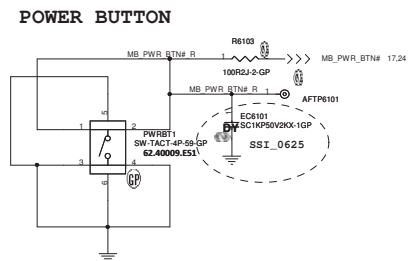 POWER BUTTON
R6103
MB_PWR_BTN#_R 1 MB_PWR_BTN# 17,24
100R2J-2-GP
MB_PWR_BTN#_R 1
AFTP6101
5
EC6101
SC1KP50V2KX-1GP
DY
1 2
PWRBT1
SW-TACT-4P-59-GP
62.40009.E51
3 4
SSI_0625
6
GP